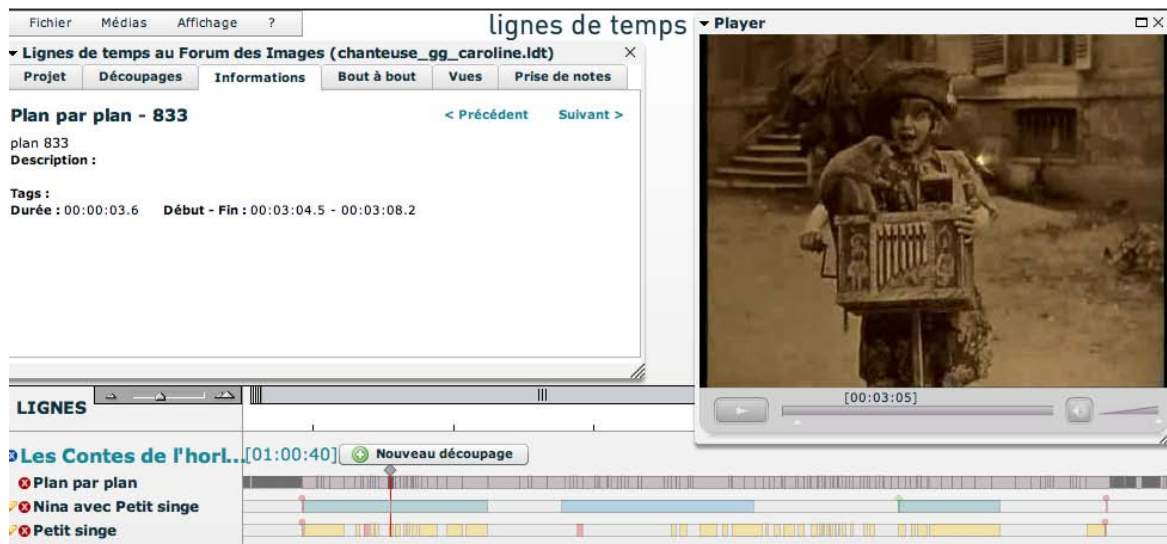 Fichier Médias Affichage ?
lignes de temps
Lignes de temps au Forum des Images (chanteuse_gg_caroline.ldt)
Projet Découpages Informations Bout à bout Vues Prise de notes
Plan par plan - 833
< Précédent Suivant >
plan 833
Description :
Tags :
Durée : 00:00:03.6 Début - Fin : 00:03:04.5 - 00:03:08.2
Player
[00:03:05]
LIGNES
Les Contes de l'horl... [01:00:40] Nouveau découpage
Plan par plan
Nina avec Petit singe
Petit singe